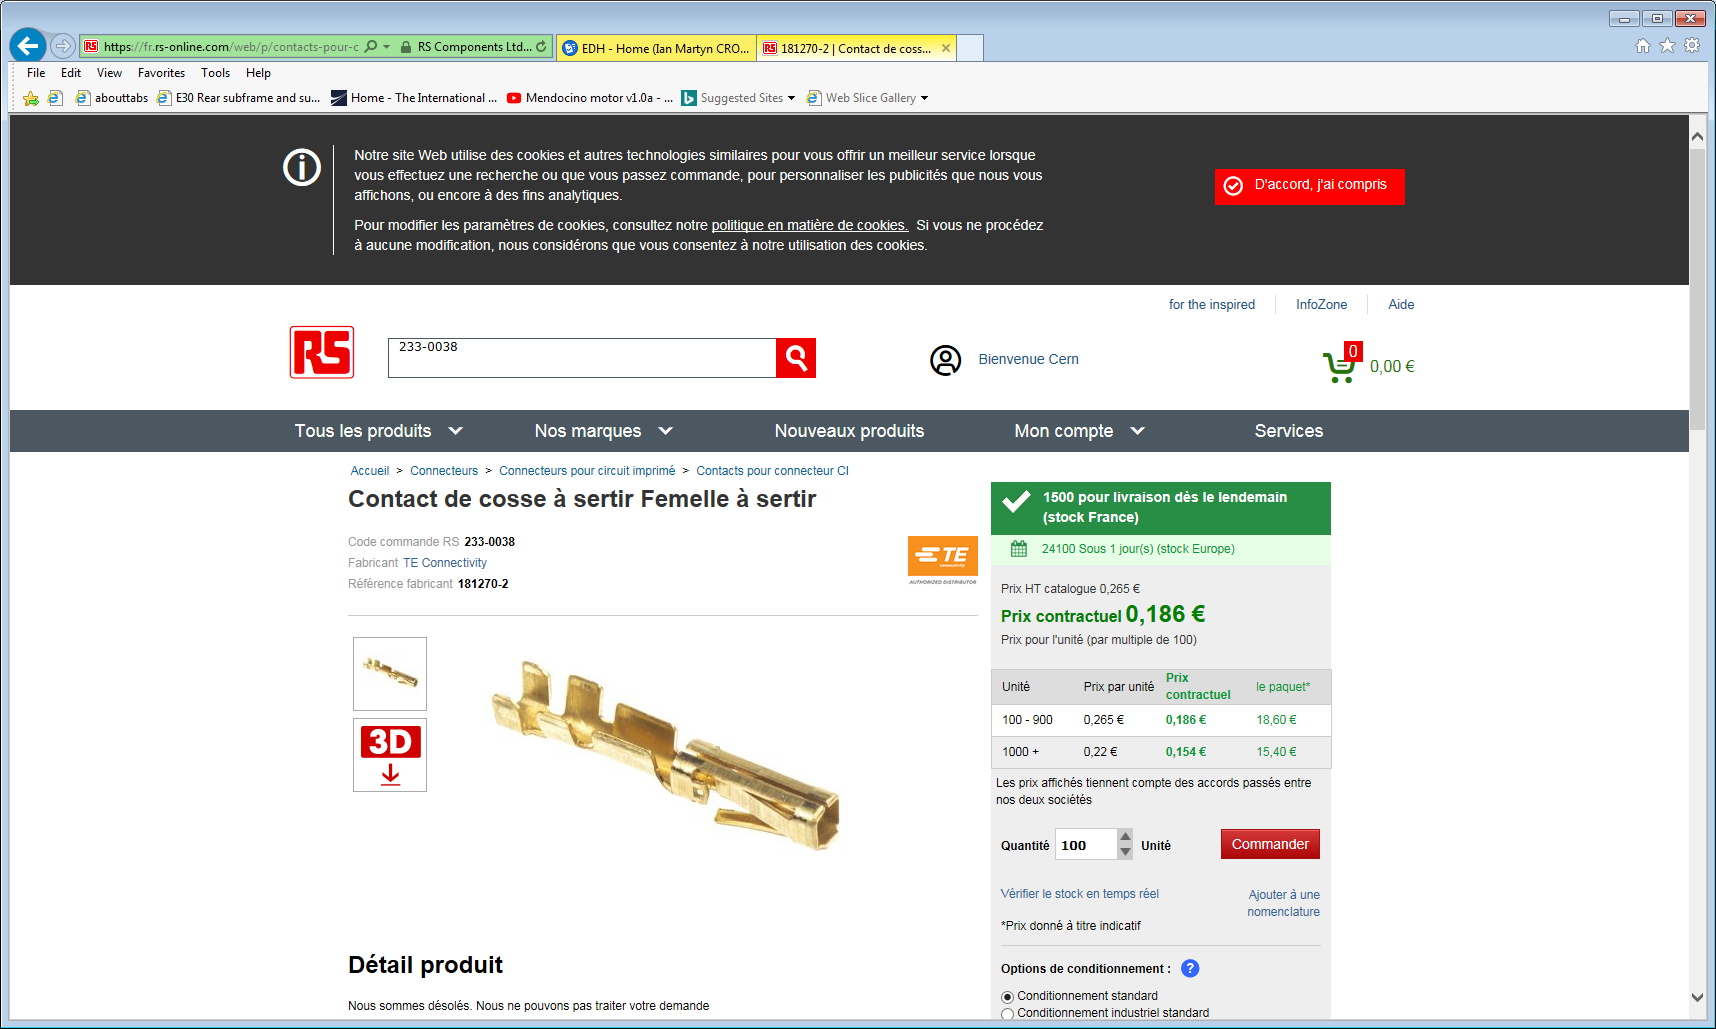 https://fr.rs-online.com/web/p/contacts-pour-c
RS Components Ltd...
EDH - Home (Ian Martyn CRO...
RS
181270-2 | Contact de coss...
File Edit View Favorites Tools Help
abouttabs
E30 Rear subframe and su...
Home - The International ...
Mendocino motor v1.0a - ...
Suggested Sites
Web Slice Gallery
Notre site Web utilise des cookies et autres technologies similaires pour vous offrir un meilleur service lorsque
vous effectuez une recherche ou que vous passez commande, pour personnaliser les publicités que nous vous
affichons, ou encore à des fins analytiques.
Pour modifier les paramètres de cookies, consultez notre politique en matière de cookies. Si vous ne procédez
à aucune modification, nous considérons que vous consentez à notre utilisation des cookies.
D'accord, j'ai compris
for the inspired
InfoZone
Aide
RS
233-0038
Bienvenue Cern
0
0,00 €
Tous les produits
Nos marques
Nouveaux produits
Mon compte
Services
Accueil > Connecteurs > Connecteurs pour circuit imprimé > Contacts pour connecteur CI
Contact de cosse à sertir Femelle à sertir
Code commande RS 233-0038
Fabricant TE Connectivity
Référence fabricant 181270-2
TE
connectivity
AUTHORIZED DISTRIBUTOR
3D
1500 pour livraison dès le lendemain
(stock France)
24100 Sous 1 jour(s) (stock Europe)
Prix HT catalogue 0,265 €
Prix contractuel 0,186 €
Prix pour l'unité (par multiple de 100)
Unité Prix par unité Prix contractuel le paquet*
100 - 900 0,265 € 0,186 € 18,60 €
1000 + 0,22 € 0,154 € 15,40 €
Les prix affichés tiennent compte des accords passés entre
nos deux sociétés
Quantité 100 Unité
Commander
Vérifier le stock en temps réel
Ajouter à une
nomenclature
*Prix donné à titre indicatif
Options de conditionnement : ?
Conditionnement standard
Conditionnement industriel standard
Détail produit
Nous sommes désolés. Nous ne pouvons pas traiter votre demande